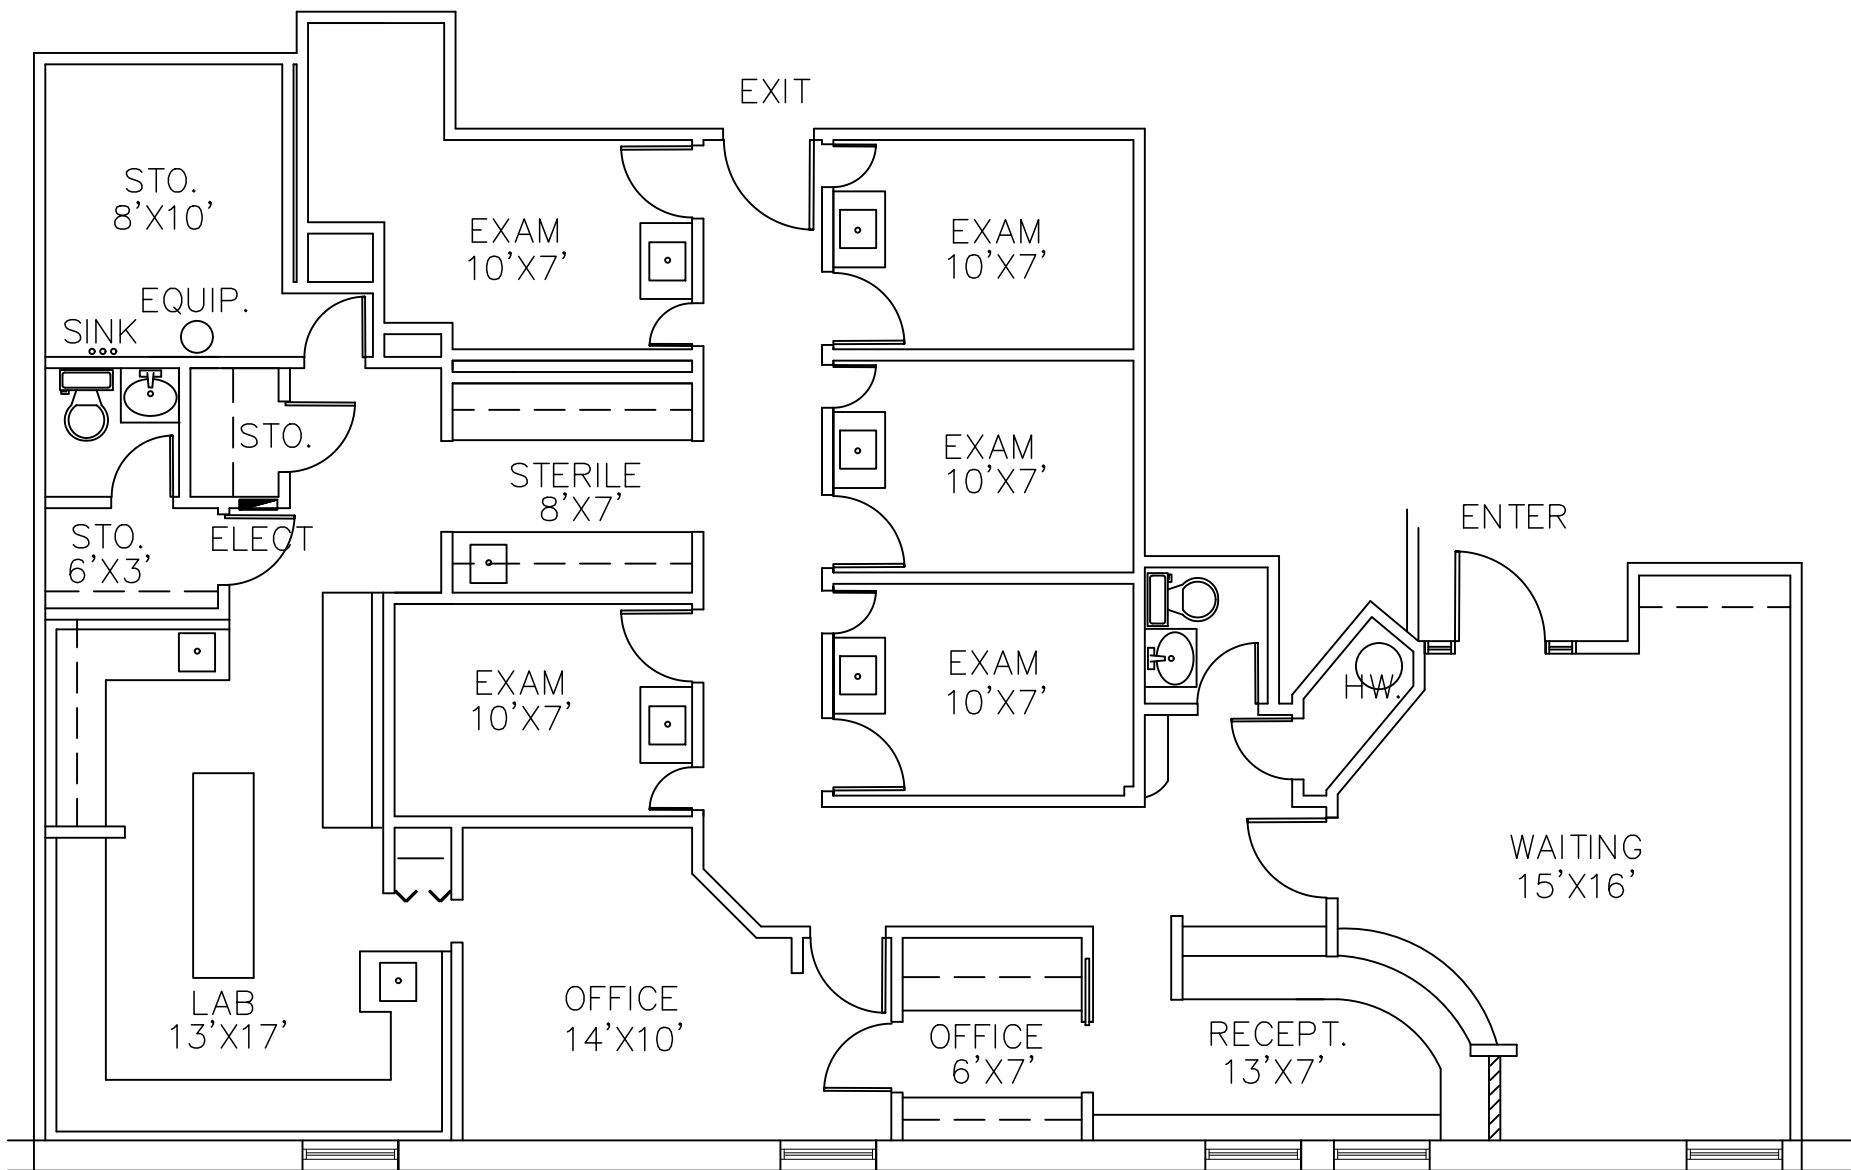 EXIT
STO.
8'X10'
EXAM
10'X7'
EXAM
10'X7'
EQUIP.
SINK
STO.
EXAM
10'X7'
STERILE
8'X7'
ENTER
STO.
6'X3'
ELECT
EXAM
10'X7'
EXAM
10'X7'
HW.
WAITING
15'X16'
LAB
13'X17'
OFFICE
14'X10'
OFFICE
6'X7'
RECEPT.
13'X7'